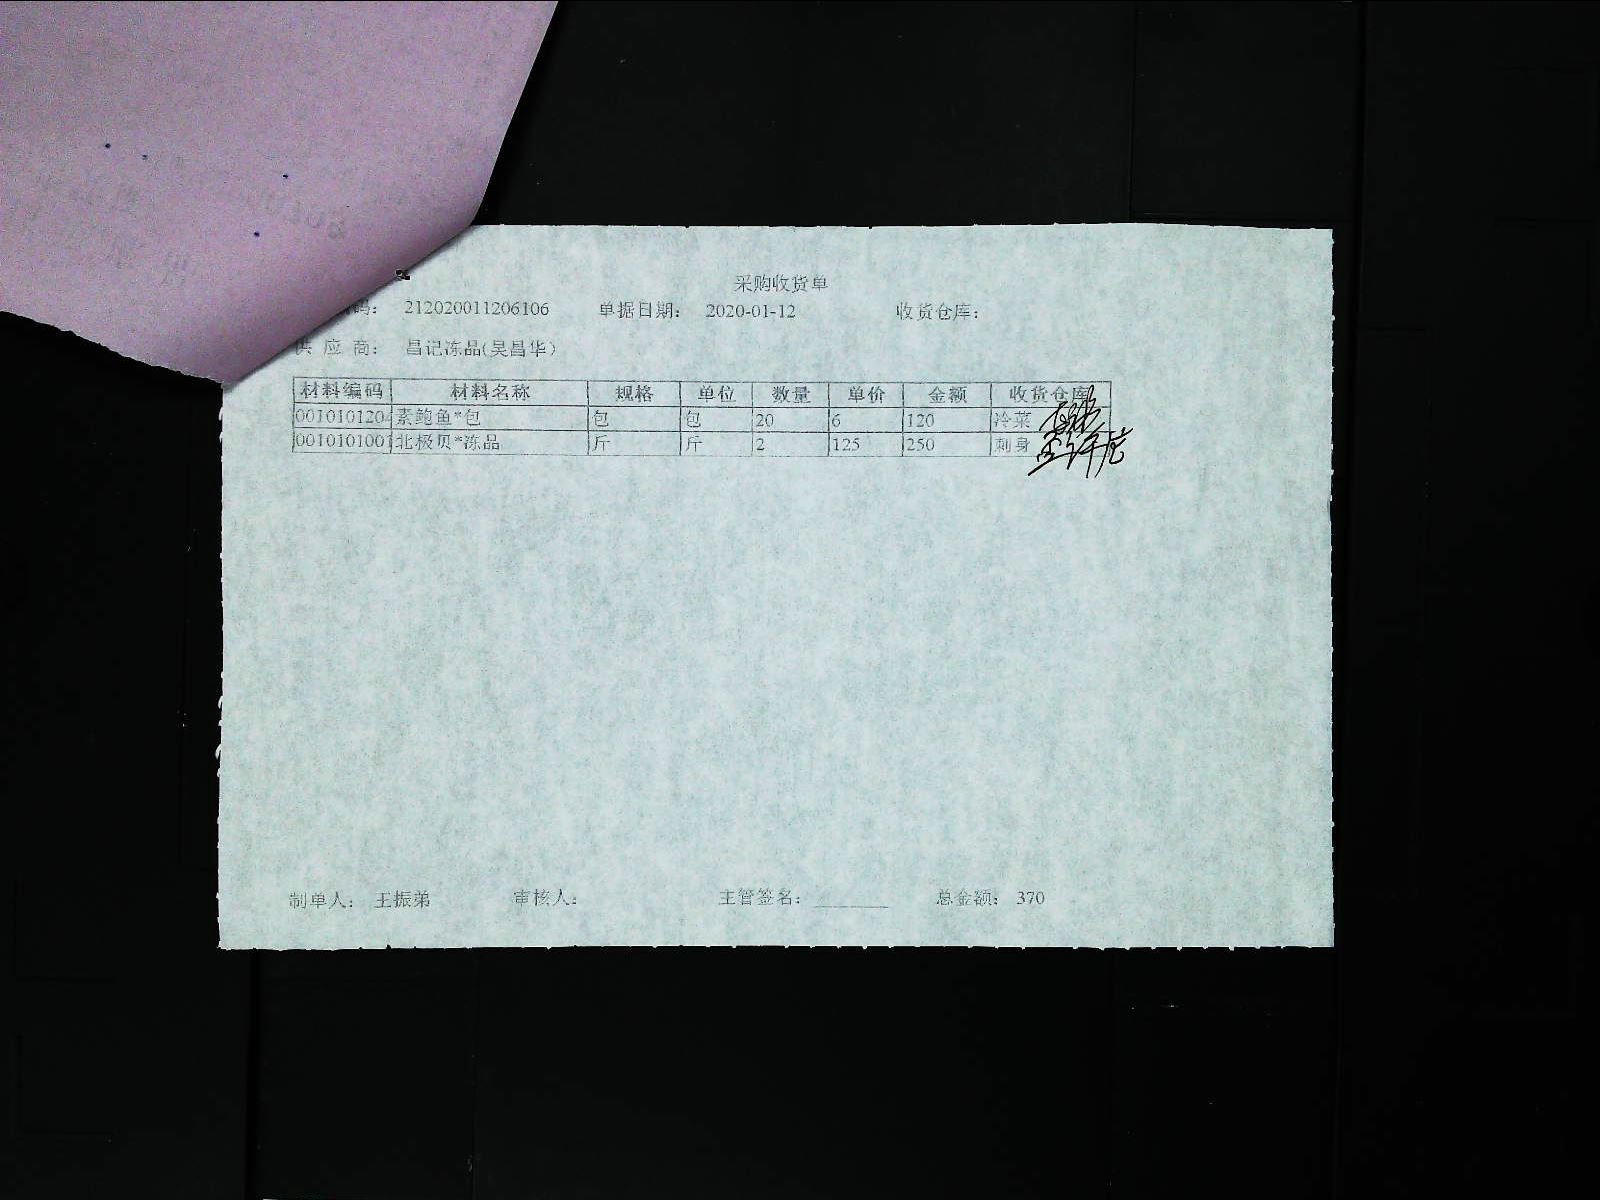 采购收货单
码： 212020011206106 单据日期： 2020-01-12 收货仓库：
供 应 商： 昌记冻品(吴昌华)
材料编码 材料名称 规格 单位 数量 单价 金额 收货仓库
0010101204 素鲍鱼*包 包 包 20 6 120 冷菜
0010101001 北极贝*冻品 斤 斤 2 125 250 刺身
制单人： 王振弟 审核人： 主管签名： ________ 总金额： 370